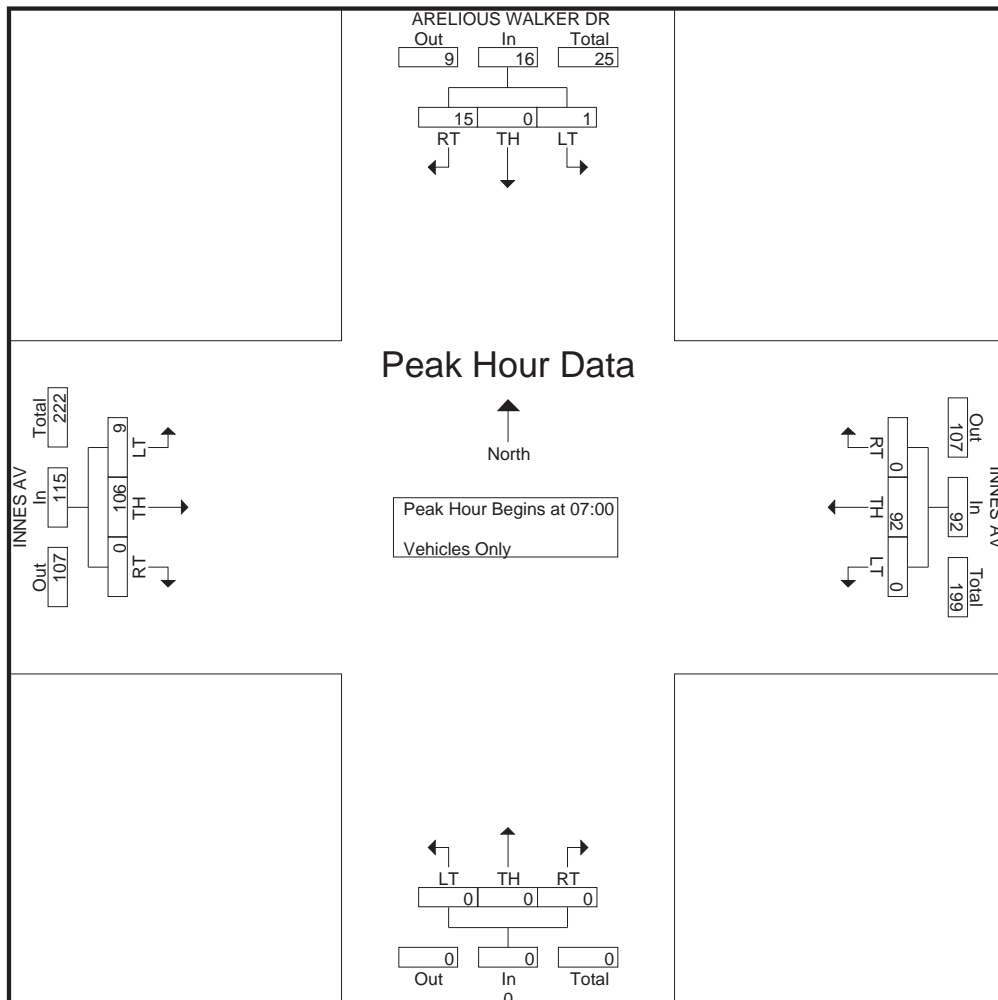 ARELIOUS WALKER DR
Out In Total
9 16 25
15 0 1
RT TH LT
Peak Hour Data
North
Peak Hour Begins at 07:00
Vehicles Only
INNES AV
Total In Out
222 115 107
9 106 0
LT TH RT
INNES AV
Out In Total
107 92 199
0 92 0
RT TH LT
LT TH RT
0 0 0
0 0 0
Out In Total
0